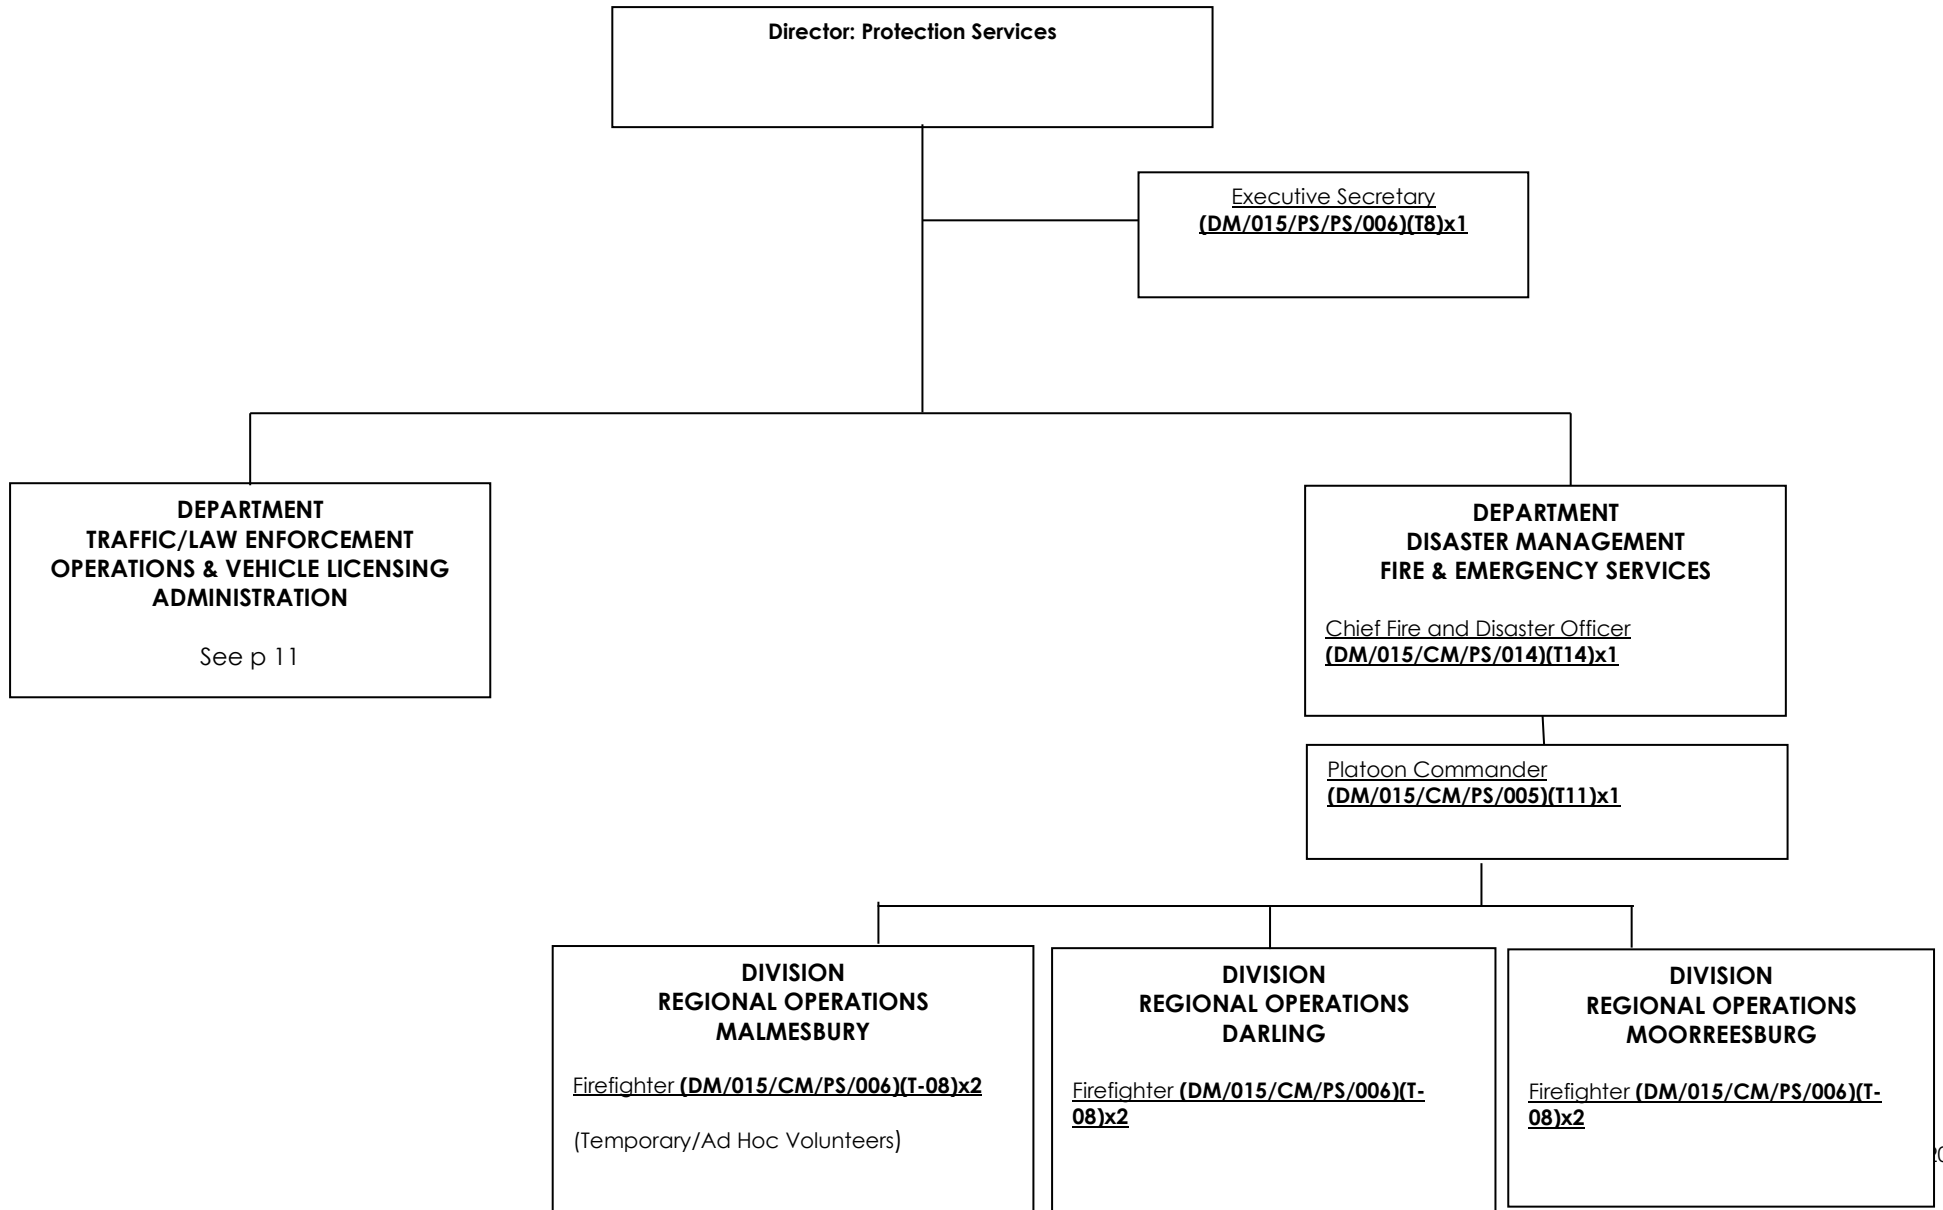 Director: Protection Services
Executive Secretary
(DM/015/PS/PS/006)(T8)x1
DEPARTMENT
TRAFFIC/LAW ENFORCEMENT
OPERATIONS & VEHICLE LICENSING
ADMINISTRATION
See p 11
DEPARTMENT
DISASTER MANAGEMENT
FIRE & EMERGENCY SERVICES
Chief Fire and Disaster Officer
(DM/015/CM/PS/014)(T14)x1
Platoon Commander
(DM/015/CM/PS/005)(T11)x1
DIVISION
REGIONAL OPERATIONS
MALMESBURY
Firefighter (DM/015/CM/PS/006)(T-08)x2
(Temporary/Ad Hoc Volunteers)
DIVISION
REGIONAL OPERATIONS
DARLING
Firefighter (DM/015/CM/PS/006)(T-
08)x2
DIVISION
REGIONAL OPERATIONS
MOORREESBURG
Firefighter (DM/015/CM/PS/006)(T-
08)x2